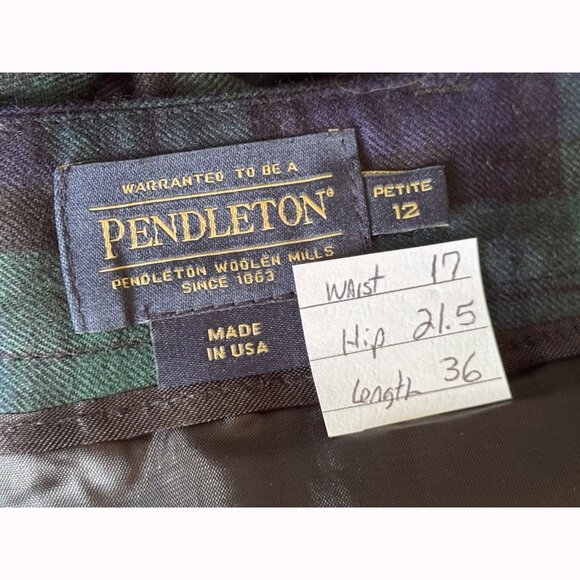 WARRANTED TO BE A
PENDLETON®
PENDLETON WOOLEN MILLS
SINCE 1863
PETITE
12
MADE
IN USA
Waist 17
Hip 21.5
Length 36